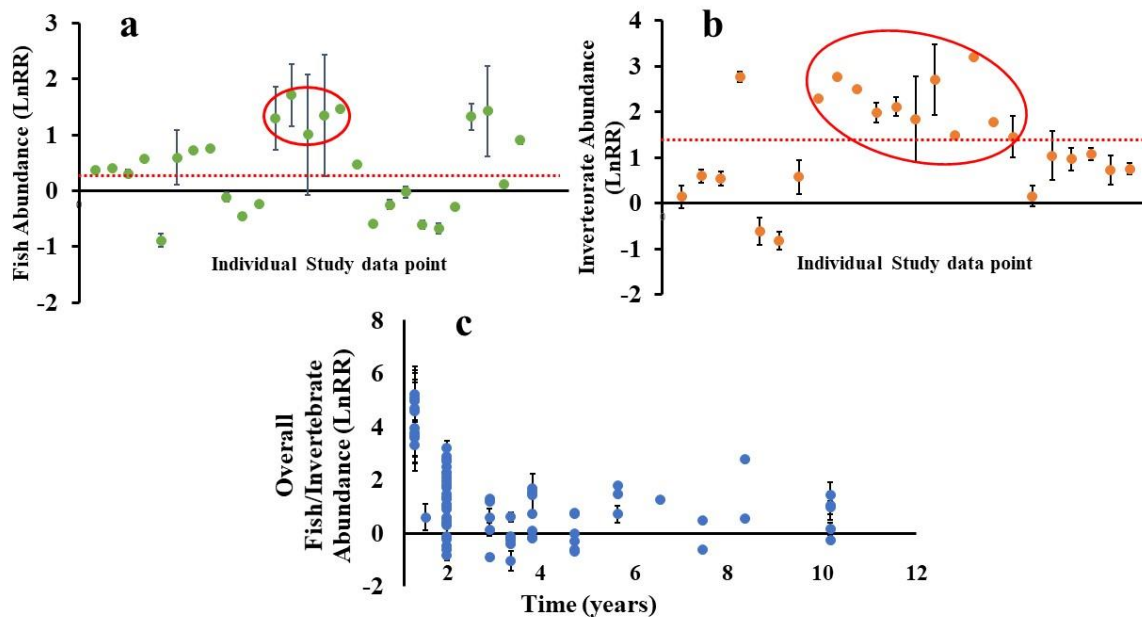 a
3
2
1
0
-1
-2
Fish Abundance (LnRR)
Individual Study data point
b
4
3
2
1
0
-1
-2
Invertebrate Abundance
(LnRR)
Individual Study data point
c
8
6
4
2
0
-2
Overall
Fish/Invertebrate
Abundance (LnRR)
2 4 6 8 10 12
Time (years)